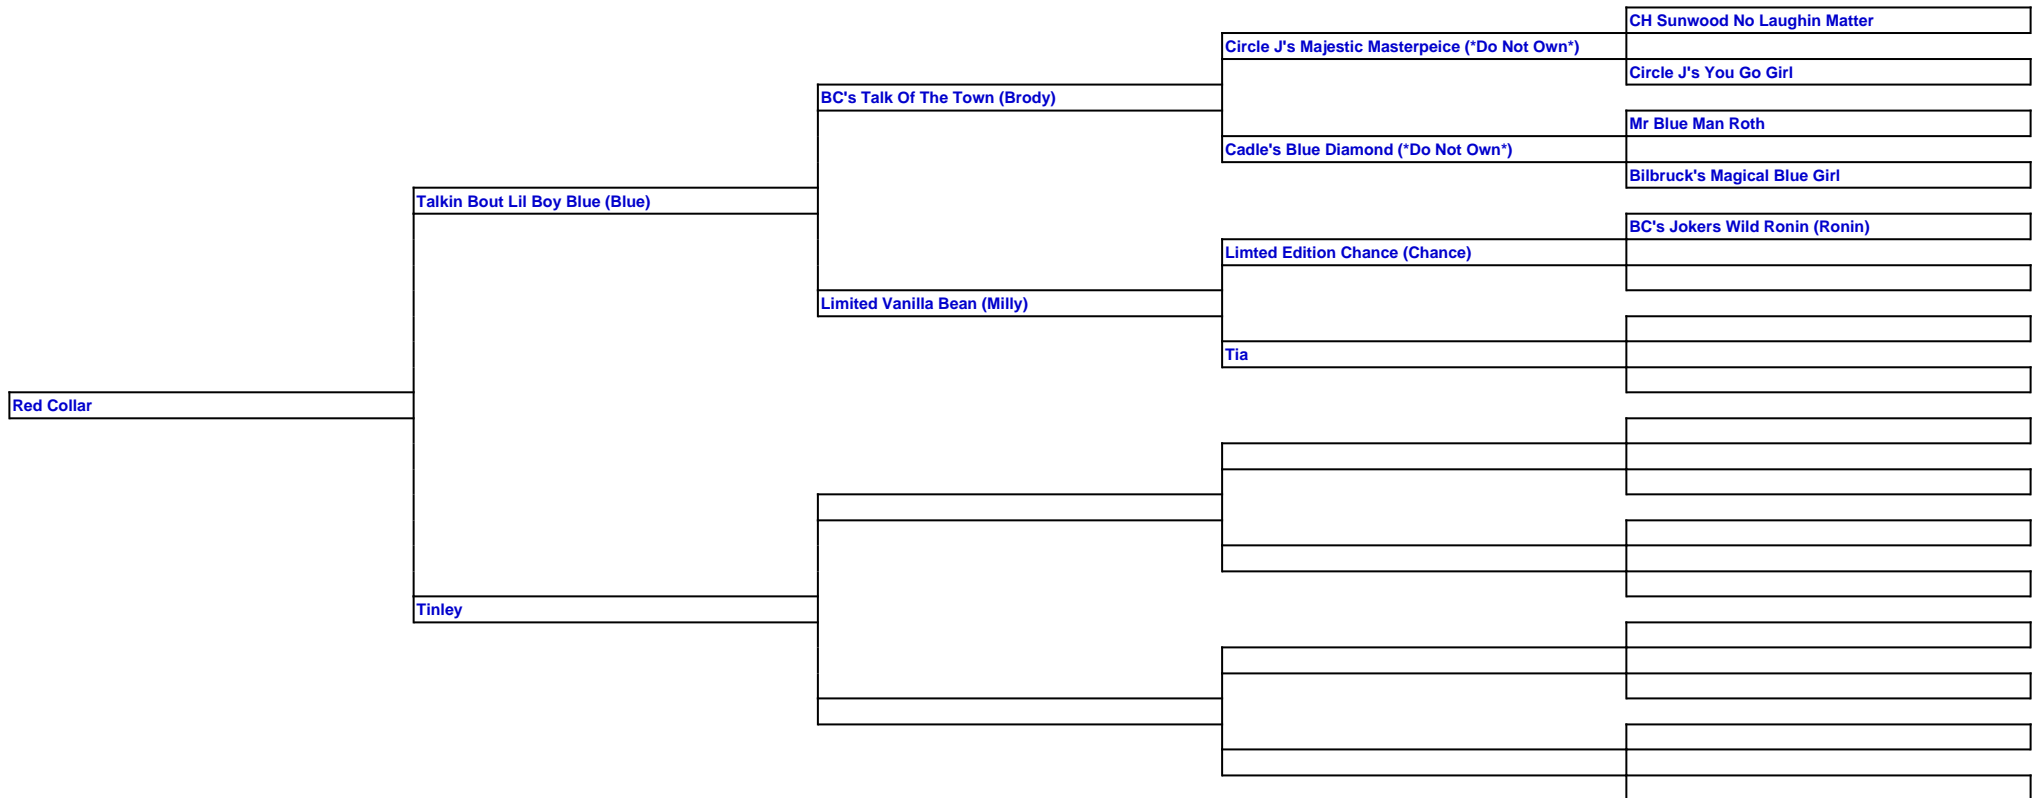 CH Sunwood No Laughin Matter
Circle J's Majestic Masterpeice (*Do Not Own*)
Circle J's You Go Girl
BC's Talk Of The Town (Brody)
Mr Blue Man Roth
Cadle's Blue Diamond (*Do Not Own*)
Bilbruck's Magical Blue Girl
Talkin Bout Lil Boy Blue (Blue)
BC's Jokers Wild Ronin (Ronin)
Limted Edition Chance (Chance)
Limited Vanilla Bean (Milly)
Tia
Red Collar
Tinley